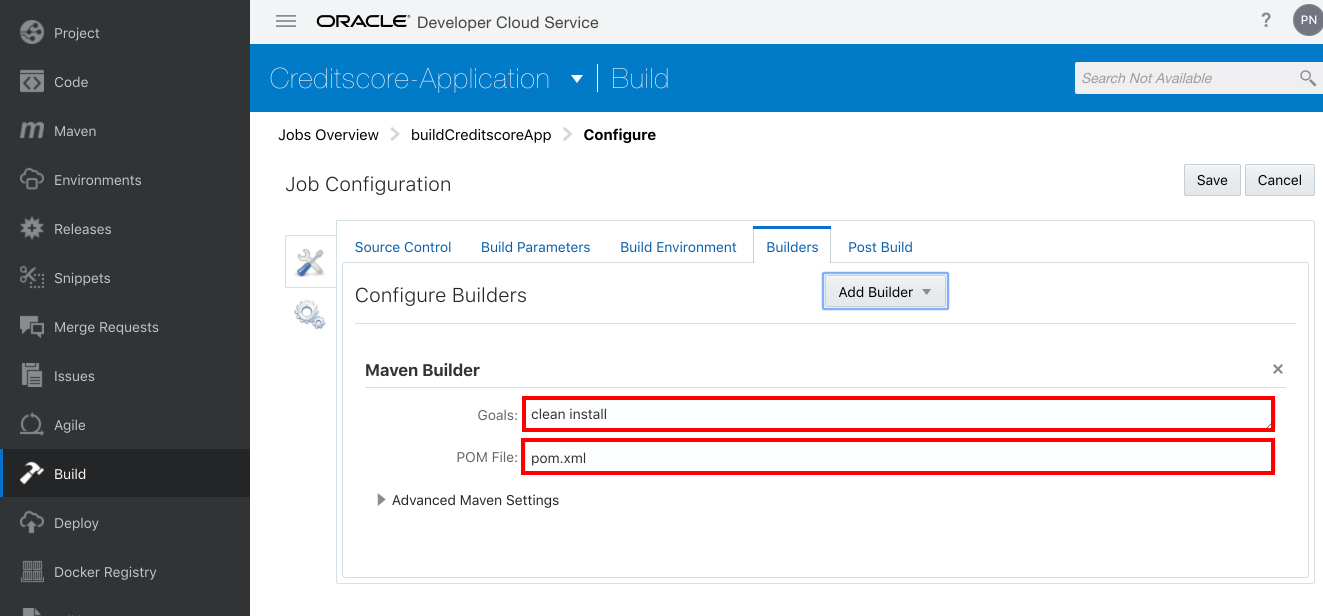 Project
Code
Maven
Environments
Releases
Snippets
Merge Requests
Issues
Agile
Build
Deploy
Docker Registry
ORACLE® Developer Cloud Service
? PN
Creditscore-Application Build
Search Not Available
Jobs Overview buildCreditscoreApp Configure
Job Configuration
Save Cancel
Source Control Build Parameters Build Environment Builders Post Build
Configure Builders
Add Builder
Maven Builder
Goals: clean install
POM File: pom.xml
Advanced Maven Settings